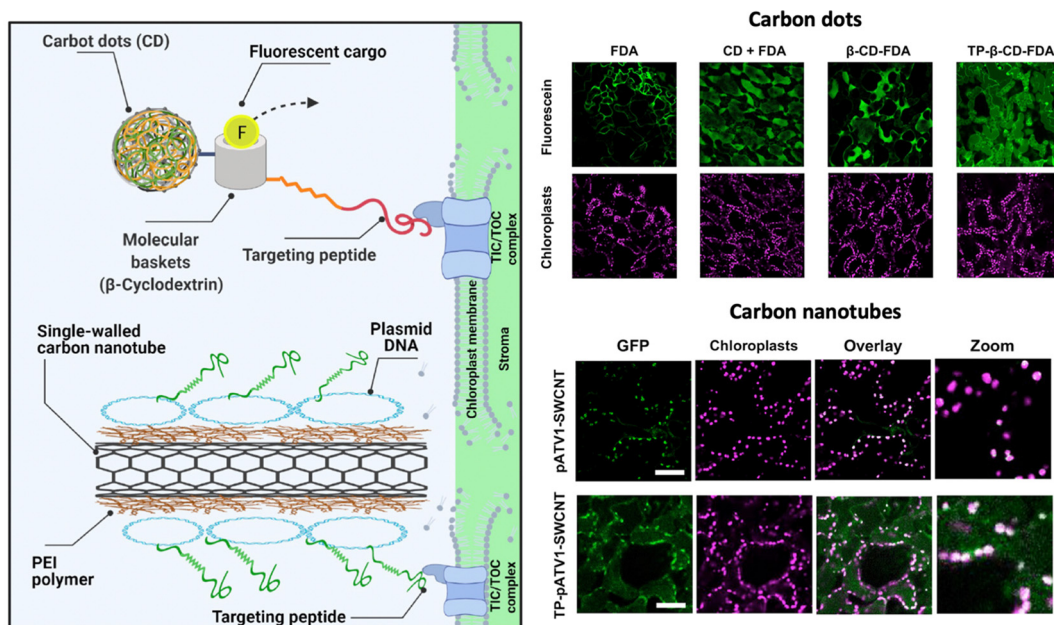 Carbot dots (CD)
Fluorescent cargo
F
Molecular
baskets
(β-Cyclodextrin)
Targeting peptide
TIC/TOC
complex
Single-walled
carbon nanotube
Plasmid
DNA
Chloroplast membrane
Stroma
PEI
polymer
Targeting peptide
TIC/TOC
complex
Carbon dots
FDA
CD + FDA
β-CD-FDA
TP-β-CD-FDA
Fluorescein
Chloroplasts
Carbon nanotubes
GFP
Chloroplasts
Overlay
Zoom
pATV1-SWCNT
TP-pATV1-SWCNT